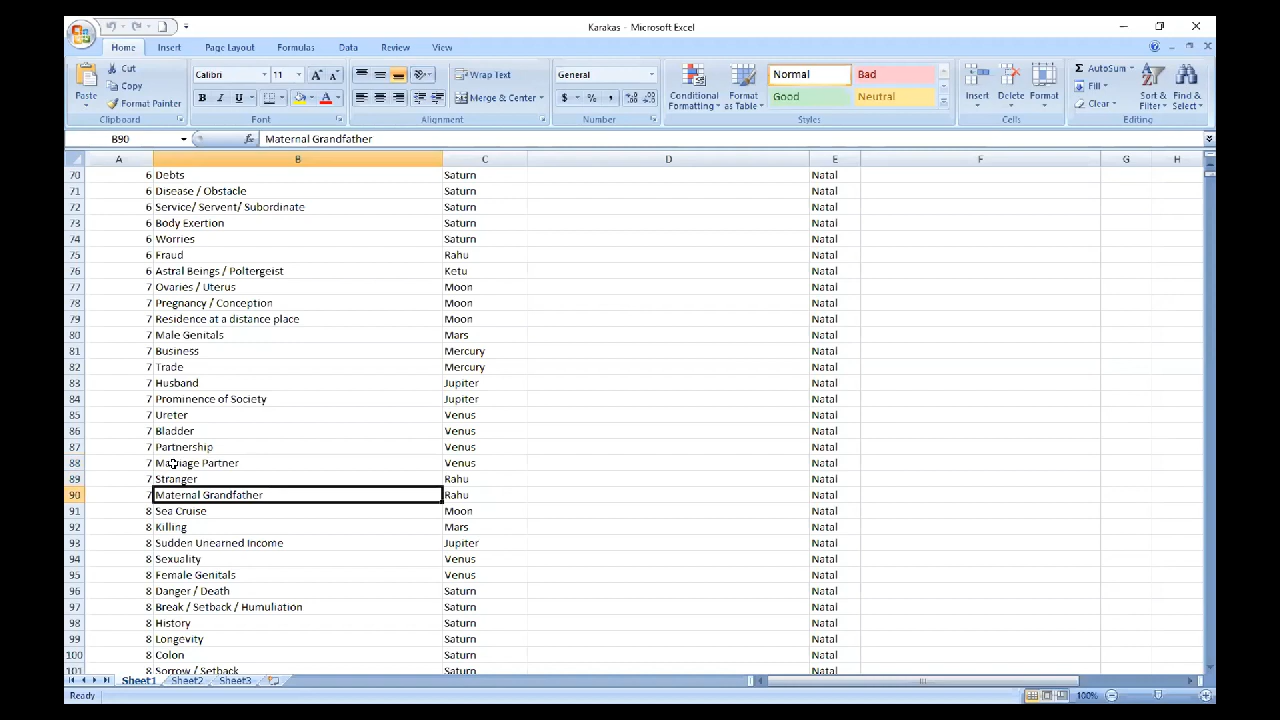 Karakas - Microsoft Excel
Home Insert Page Layout Formulas Data Review View
Paste Cut Copy Format Painter Clipboard
Calibri 11 A A B I U A Font
Wrap Text Merge & Center Alignment
General $ % , Number
Conditional Formatting Format as Table Normal Bad Good Neutral Styles
Insert Delete Format Cells
Σ AutoSum Fill Clear Sort & Filter Find & Select Editing
B90 fx Maternal Grandfather
A B C D E F G H
70 6 Debts Saturn Natal
71 6 Disease / Obstacle Saturn Natal
72 6 Service/ Servent/ Subordinate Saturn Natal
73 6 Body Exertion Saturn Natal
74 6 Worries Saturn Natal
75 6 Fraud Rahu Natal
76 6 Astral Beings / Poltergeist Ketu Natal
77 7 Ovaries / Uterus Moon Natal
78 7 Pregnancy / Conception Moon Natal
79 7 Residence at a distance place Moon Natal
80 7 Male Genitals Mars Natal
81 7 Business Mercury Natal
82 7 Trade Mercury Natal
83 7 Husband Jupiter Natal
84 7 Prominence of Society Jupiter Natal
85 7 Ureter Venus Natal
86 7 Bladder Venus Natal
87 7 Partnership Venus Natal
88 7 Marriage Partner Venus Natal
89 7 Stranger Rahu Natal
90 7 Maternal Grandfather Rahu Natal
91 8 Sea Cruise Moon Natal
92 8 Killing Mars Natal
93 8 Sudden Unearned Income Jupiter Natal
94 8 Sexuality Venus Natal
95 8 Female Genitals Venus Natal
96 8 Danger / Death Saturn Natal
97 8 Break / Setback / Humuliation Saturn Natal
98 8 History Saturn Natal
99 8 Longevity Saturn Natal
100 8 Colon Saturn Natal
101 8 Sorrow / Setback Saturn Natal
Sheet1 Sheet2 Sheet3
Ready 100%